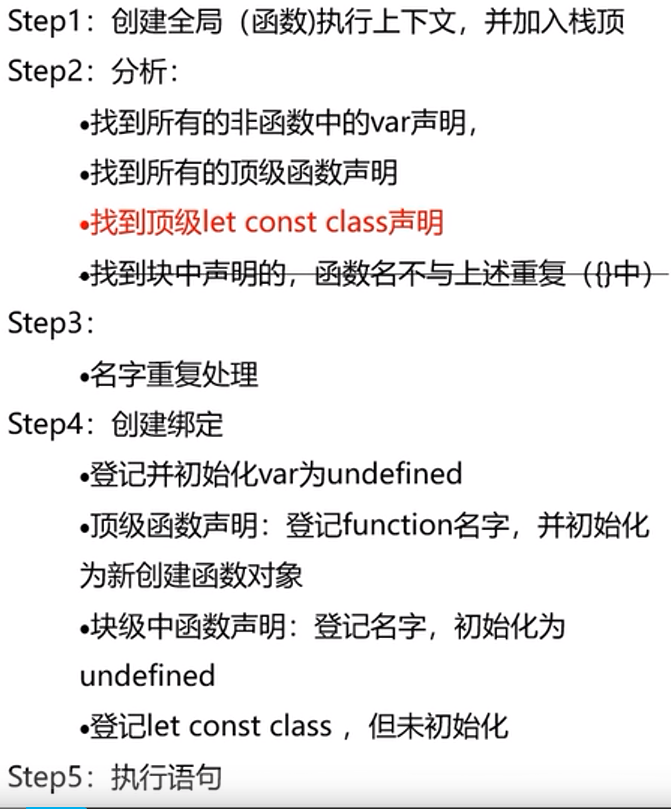 Step1：创建全局（函数)执行上下文，并加入栈顶
Step2：分析：
•找到所有的非函数中的var声明，
•找到所有的顶级函数声明
•找到顶级let const class声明
•找到块中声明的，函数名不与上述重复（{}中）
Step3：
•名字重复处理
Step4：创建绑定
•登记并初始化var为undefined
•顶级函数声明：登记function名字，并初始化
为新创建函数对象
•块级中函数声明：登记名字，初始化为
undefined
•登记let const class ，但未初始化
Step5：执行语句